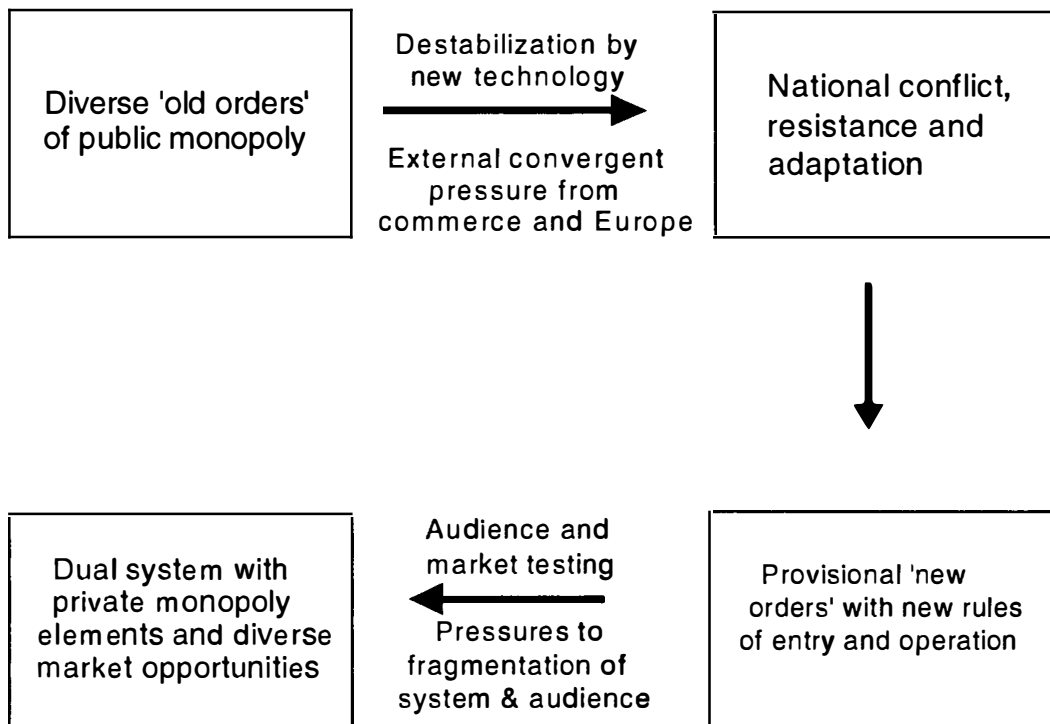 Diverse 'old orders'
of public monopoly
Destabilization by
new technology
External convergent
pressure from
commerce and Europe
National conflict,
resistance and
adaptation
Provisional 'new
orders' with new rules
of entry and operation
Audience and
market testing
Pressures to
fragmentation of
system & audience
Dual system with
private monopoly
elements and diverse
market opportunities